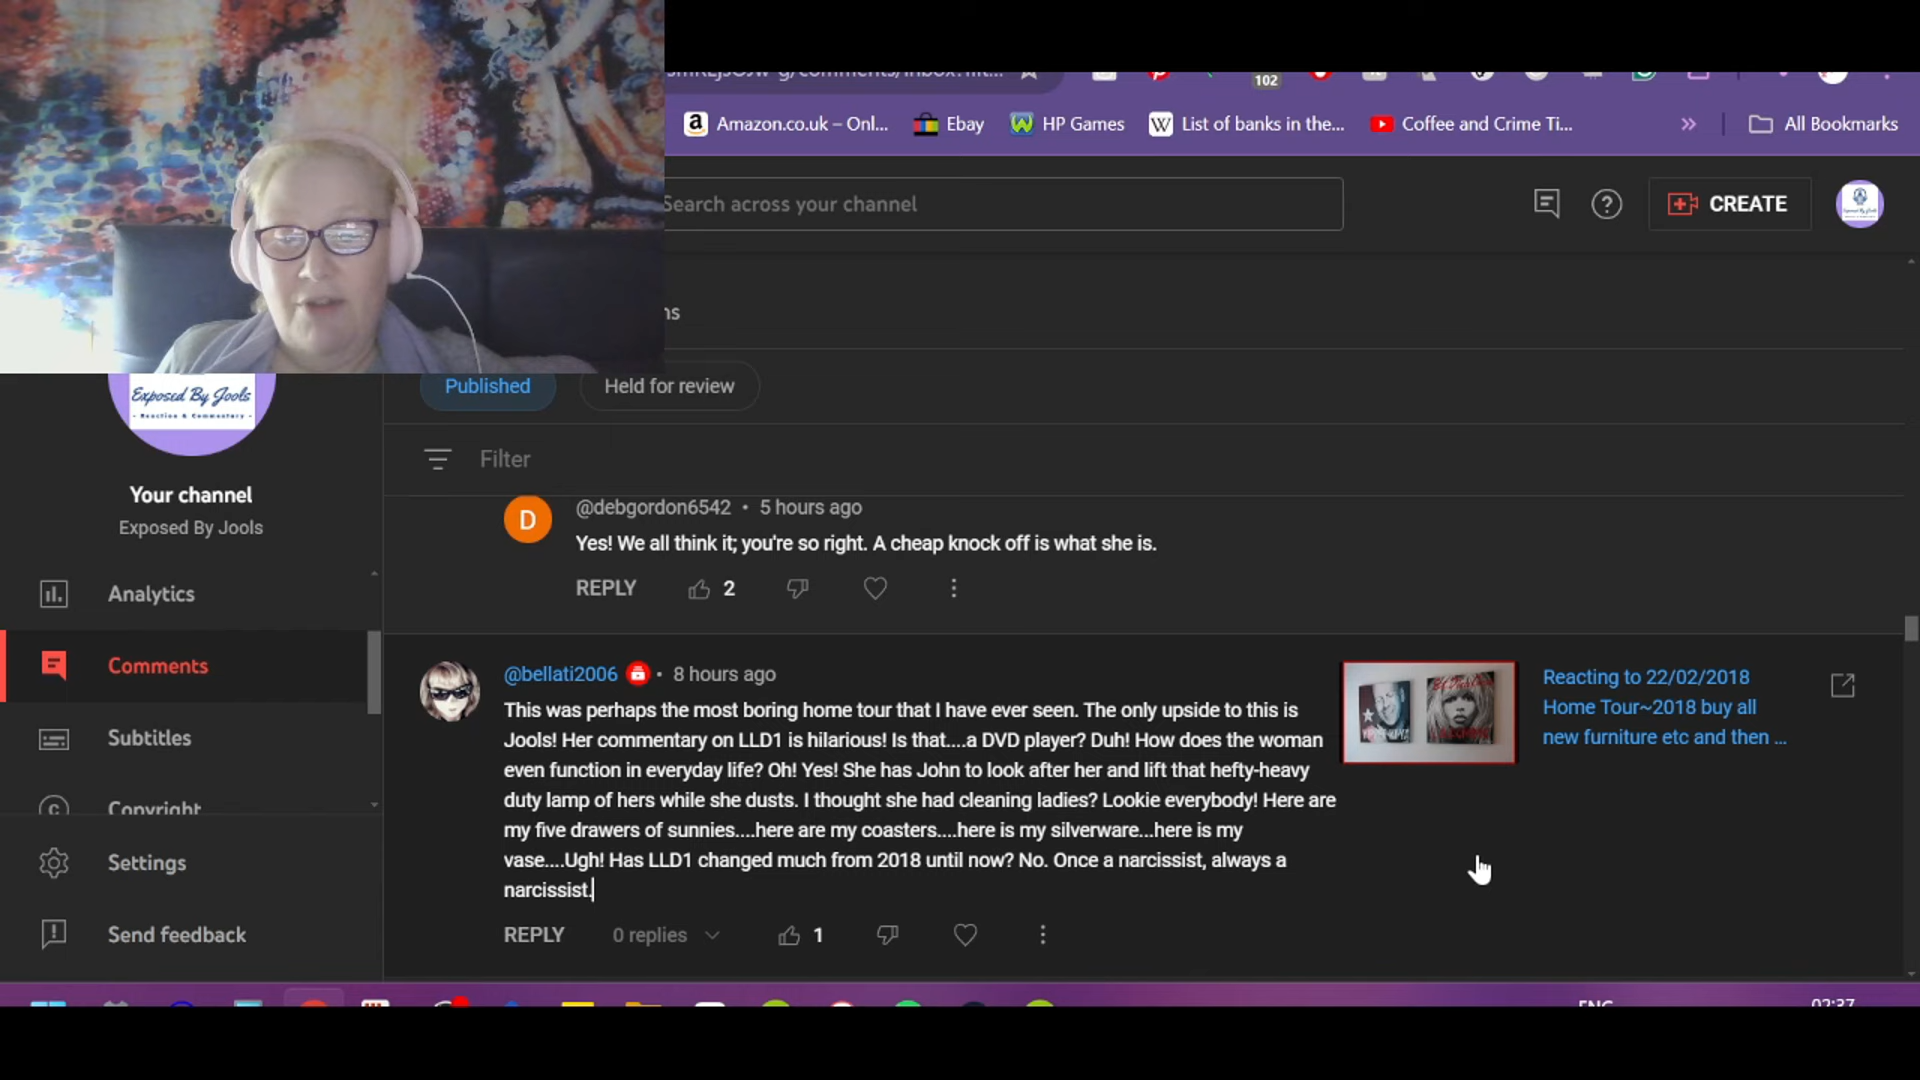 102
Amazon.co.uk – Onl...
Ebay
HP Games
List of banks in the...
Coffee and Crime Ti...
»
All Bookmarks
Search across your channel
CREATE
Published
Held for review
Exposed By Jools
- Reaction & Commentary -
Filter
Your channel
Exposed By Jools
Analytics
Comments
Subtitles
Copyright
Settings
Send feedback
D
@debgordon6542 • 5 hours ago
Yes! We all think it; you're so right. A cheap knock off is what she is.
REPLY
2
@bellati2006 • 8 hours ago
This was perhaps the most boring home tour that I have ever seen. The only upside to this is
Jools! Her commentary on LLD1 is hilarious! Is that....a DVD player? Duh! How does the woman
even function in everyday life? Oh! Yes! She has John to look after her and lift that hefty-heavy
duty lamp of hers while she dusts. I thought she had cleaning ladies? Lookie everybody! Here are
my five drawers of sunnies....here are my coasters....here is my silverware...here is my
vase....Ugh! Has LLD1 changed much from 2018 until now? No. Once a narcissist, always a
narcissist.
REPLY
0 replies
1
Reacting to 22/02/2018
Home Tour~2018 buy all
new furniture etc and then ...
ENG
02:37